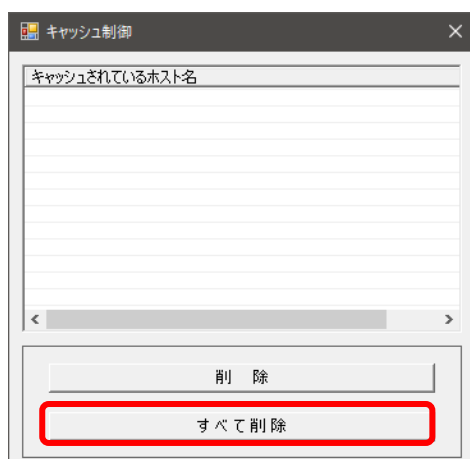 キャッシュ制御
キャッシュされているホスト名
削　除
すべて削除